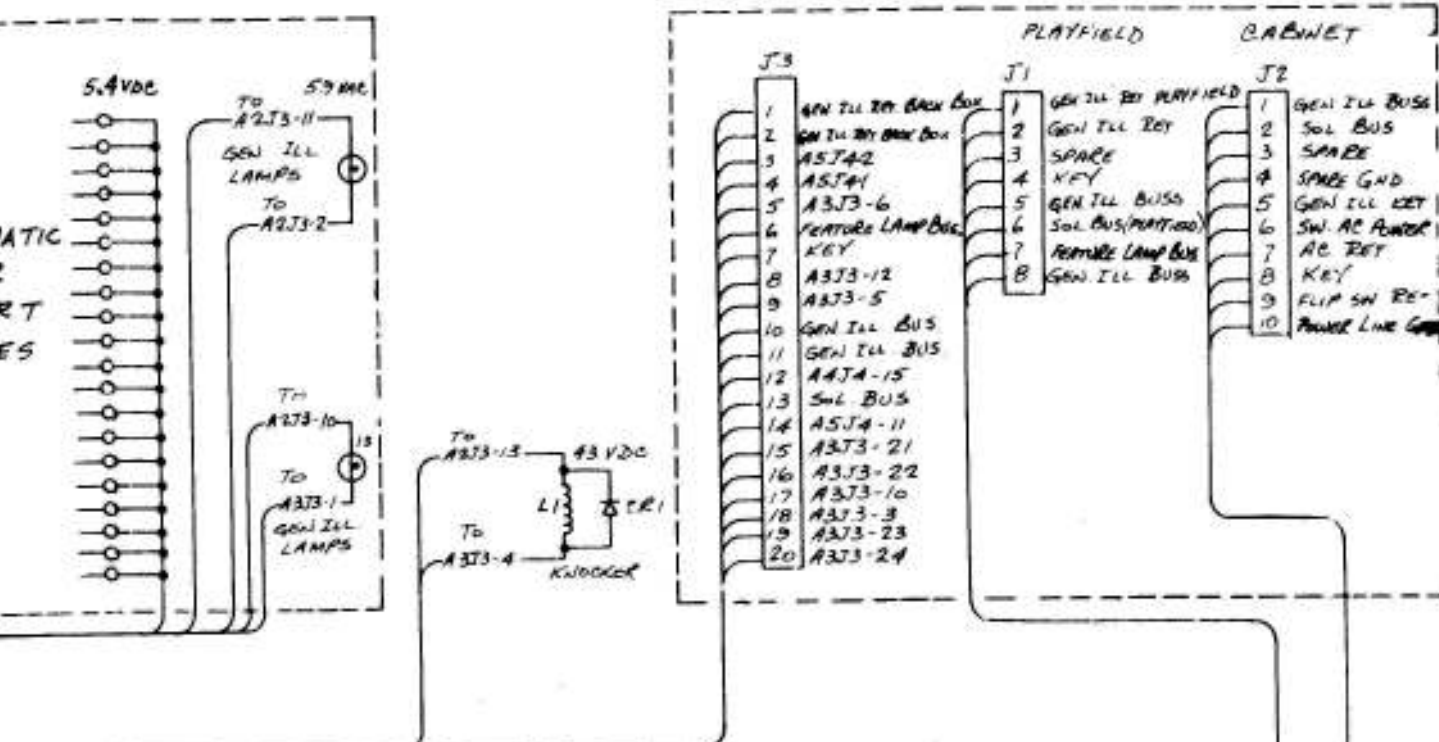 5.4 VDC
ATIC
R
RT
ES
5.9 VAC
TO
A2J3-11
GEN ILL
LAMPS
TO
A2J3-2
TO
A2J3-10
13
TO
A3J3-1
GEN ILL
LAMPS
TO
A2J3-13
43 VDC
L1
CR1
TO
A3J3-4
KNOCKER
J3
1 GEN ILL RET BACK BOX
2 GEN ILL RET BACK BOX
3 A5J42
4 A5J41
5 A3J3-6
6 FEATURE LAMP BUS
7 KEY
8 A3J3-12
9 A3J3-5
10 GEN ILL BUS
11 GEN ILL BUS
12 A4J4-15
13 SOL BUS
14 A5J4-11
15 A3J3-21
16 A3J3-22
17 A3J3-10
18 A3J3-3
19 A3J3-23
20 A3J3-24
PLAYFIELD
J1
1 GEN ILL RET PLAYFIELD
2 GEN ILL RET
3 SPARE
4 KEY
5 GEN ILL BUSS
6 SOL BUS (PLAYFIELD)
7 FEATURE LAMP BUS
8 GEN ILL BUSS
CABINET
J2
1 GEN ILL BUSS
2 SOL BUS
3 SPARE
4 SPARE GND
5 GEN ILL RET
6 SW. AC POWER
7 AC RET
8 KEY
9 FLIP SW RET
10 POWER LINE